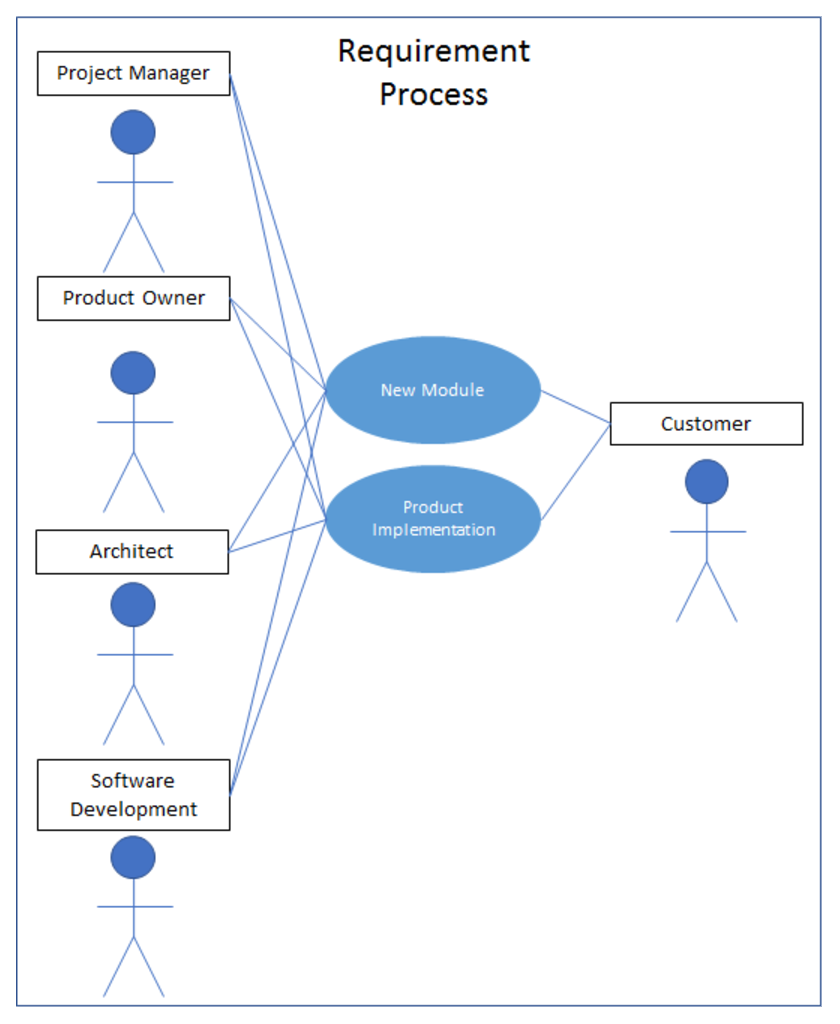 Requirement
Process
Project Manager
Product Owner
New Module
Customer
Product
Implementation
Architect
Software
Development